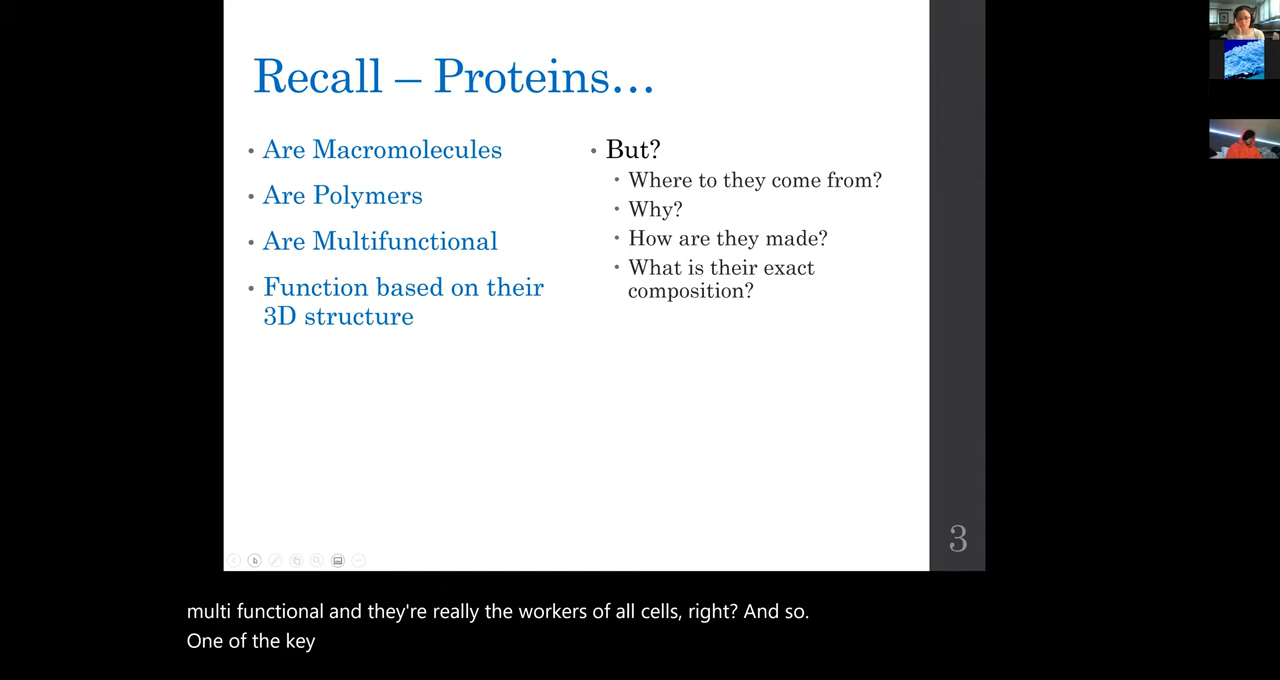 Recall – Proteins…
• Are Macromolecules
• Are Polymers
• Are Multifunctional
• Function based on their
3D structure
• But?
• Where to they come from?
• Why?
• How are they made?
• What is their exact
composition?
3
multi functional and they're really the workers of all cells, right? And so.
One of the key